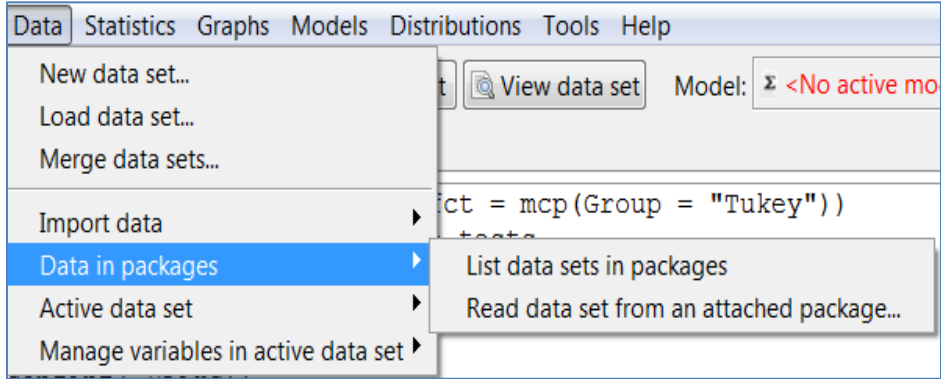 Data Statistics Graphs Models Distributions Tools Help
New data set...
t View data set Model: Σ <No active mo
Load data set...
Merge data sets...
ct = mcp(Group = "Tukey"))
Import data
Data in packages
List data sets in packages
Active data set
Read data set from an attached package...
Manage variables in active data set